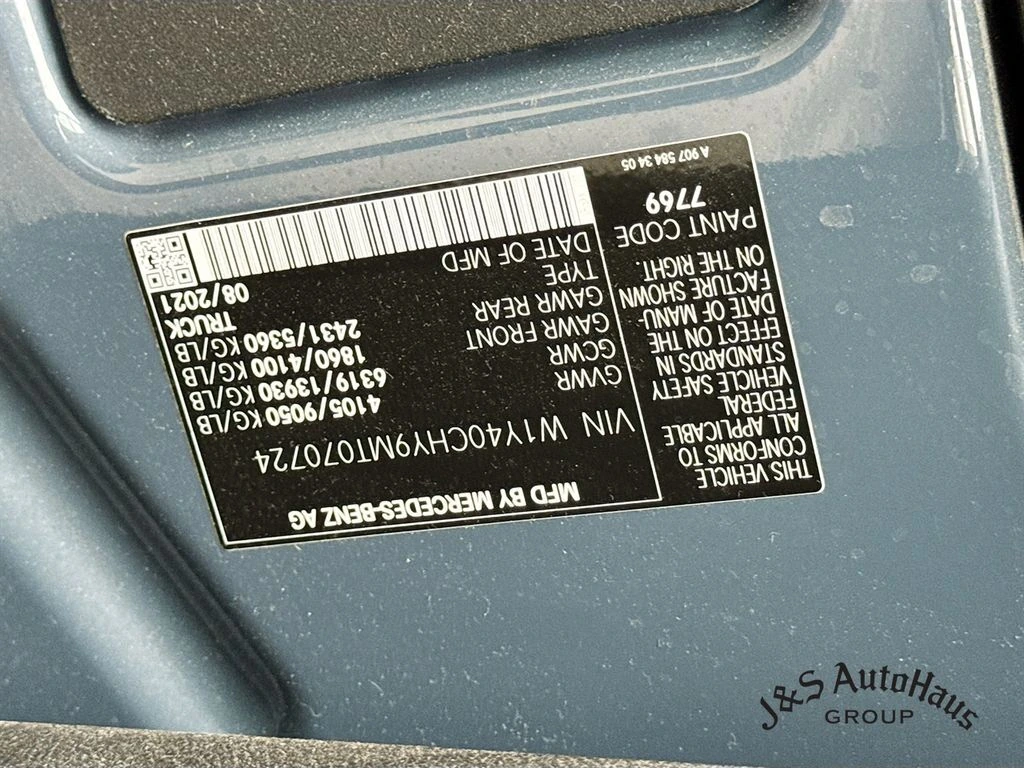 MFD BY MERCEDES-BENZ AG
VIN W1Y40CHY9MT070724
GVWR 4105/9050 KG/LB
GCWR 6319/13930 KG/LB
GAWR FRONT 1860/4100 KG/LB
GAWR REAR 2431/5360 KG/LB
TYPE TRUCK
DATE OF MFD 08/2021
THIS VEHICLE
CONFORMS TO
ALL APPLICABLE
FEDERAL
VEHICLE SAFETY
STANDARDS IN
EFFECT ON THE
DATE OF MANU-
FACTURE SHOWN
ON THE RIGHT.
PAINT CODE
7769
A 907 584 34 05
J&S AutoHaus
GROUP